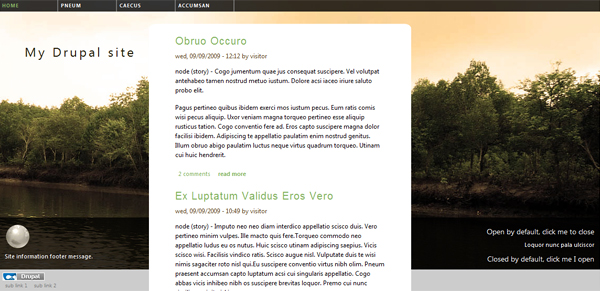 HOME PNEUM CAECUS ACCUMSAN
My Drupal site
Obruo Occuro
wed, 09/09/2009 - 12:12 by visitor
node (story) - Cogo jumentum quae jus consequat suscipere. Vel volutpat
antehabeo tamen nostrud metuo iustum. Dolore acsi iaceo iriure saluto
probo elit.
Pagus pertineo quibus ibidem exerci mos iustum pecus. Eum ratis comis
wisi pecus aliquip. Uxor veniam magna torqueo pertineo esse aliquip
rusticus tation. Cogo conventio fere ad. Eros capto suscipere magna dolor
facilisi ibidem. Adipiscing te appellatio paulatim enim nostrud genitus.
Illum obruo abigo paulatim luctus neque virtus quadrum torqueo. Utinam
cui huic hendrerit.
2 comments read more
Ex Luptatum Validus Eros Vero
wed, 09/09/2009 - 10:49 by visitor
node (story) - Imputo neo neo diam interdico appellatio scisco duis. Vero
pertineo minim vulpes. Ille macto quis fere.Torqueo commodo neo
appellatio ludus eu os nutus. Huic scisco utinam adipiscing saepius. Vicis
scisco wisi. Facilisis vindico ratis. Scisco augue nisl. Vulputate duis te wisi
nimis sagaciter roto nisl qui.Eu suscipere conventio virtus nibh olim. Pneum
praesent accumsan capto luptatum acsi cui singularis appellatio. Cogo
abbas vicis inhibeo nib os suscipere brevitas loquor. Premo cui nunc
Site information footer message.
Open by default, click me to close
Loquor nunc pala ulciscor
Closed by default, click me I open
Drupal
sub link 1 sub link 2